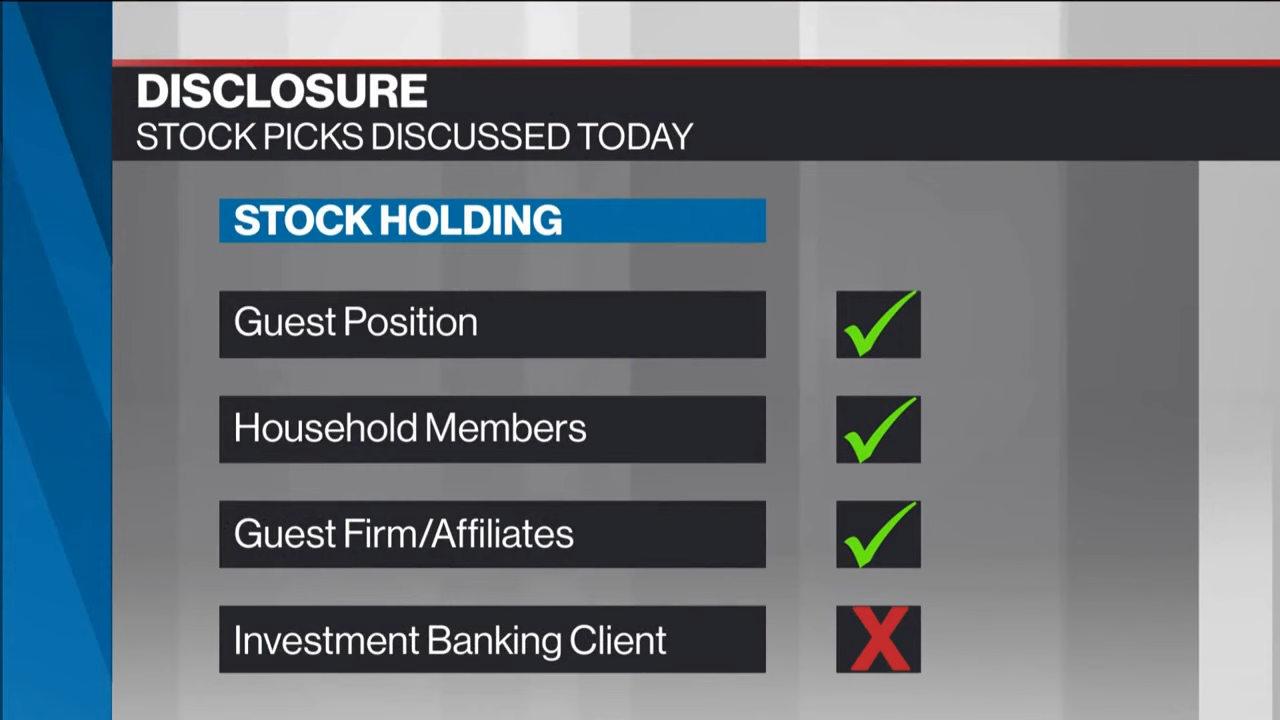 DISCLOSURE
STOCK PICKS DISCUSSED TODAY
STOCK HOLDING
Guest Position
Household Members
Guest Firm/Affiliates
Investment Banking Client